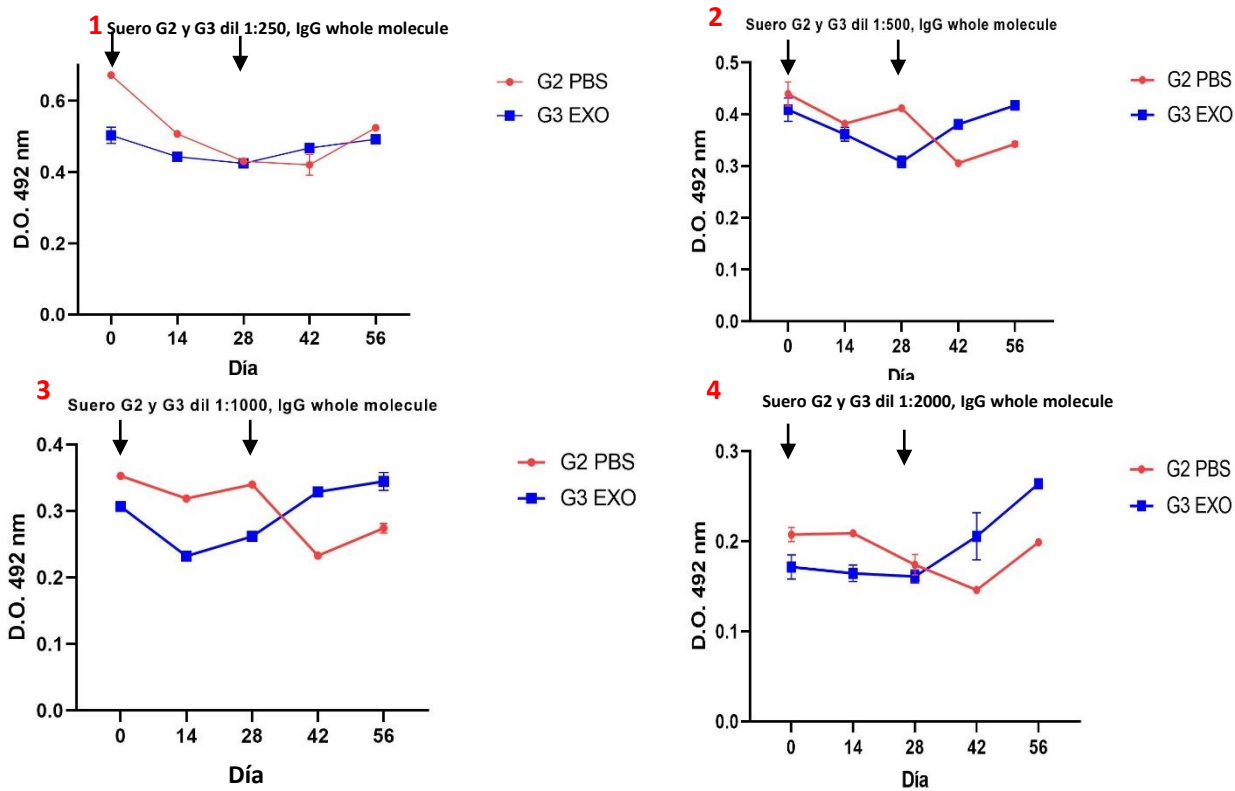 1 Suero G2 y G3 dil 1:250, IgG whole molecule
G2 PBS
G3 EXO
D.O. 492 nm
0.6
0.4
0.2
0.0
0 14 28 42 56
Día
2
Suero G2 y G3 dil 1:500, IgG whole molecule
G2 PBS
G3 EXO
D.O. 492 nm
0.5
0.4
0.3
0.2
0.1
0.0
0 14 28 42 56
Día
3
Suero G2 y G3 dil 1:1000, IgG whole molecule
G2 PBS
G3 EXO
D.O. 492 nm
0.4
0.3
0.2
0.1
0.0
0 14 28 42 56
Día
4
Suero G2 y G3 dil 1:2000, IgG whole molecule
G2 PBS
G3 EXO
D.O. 492 nm
0.3
0.2
0.1
0.0
0 14 28 42 56
Día